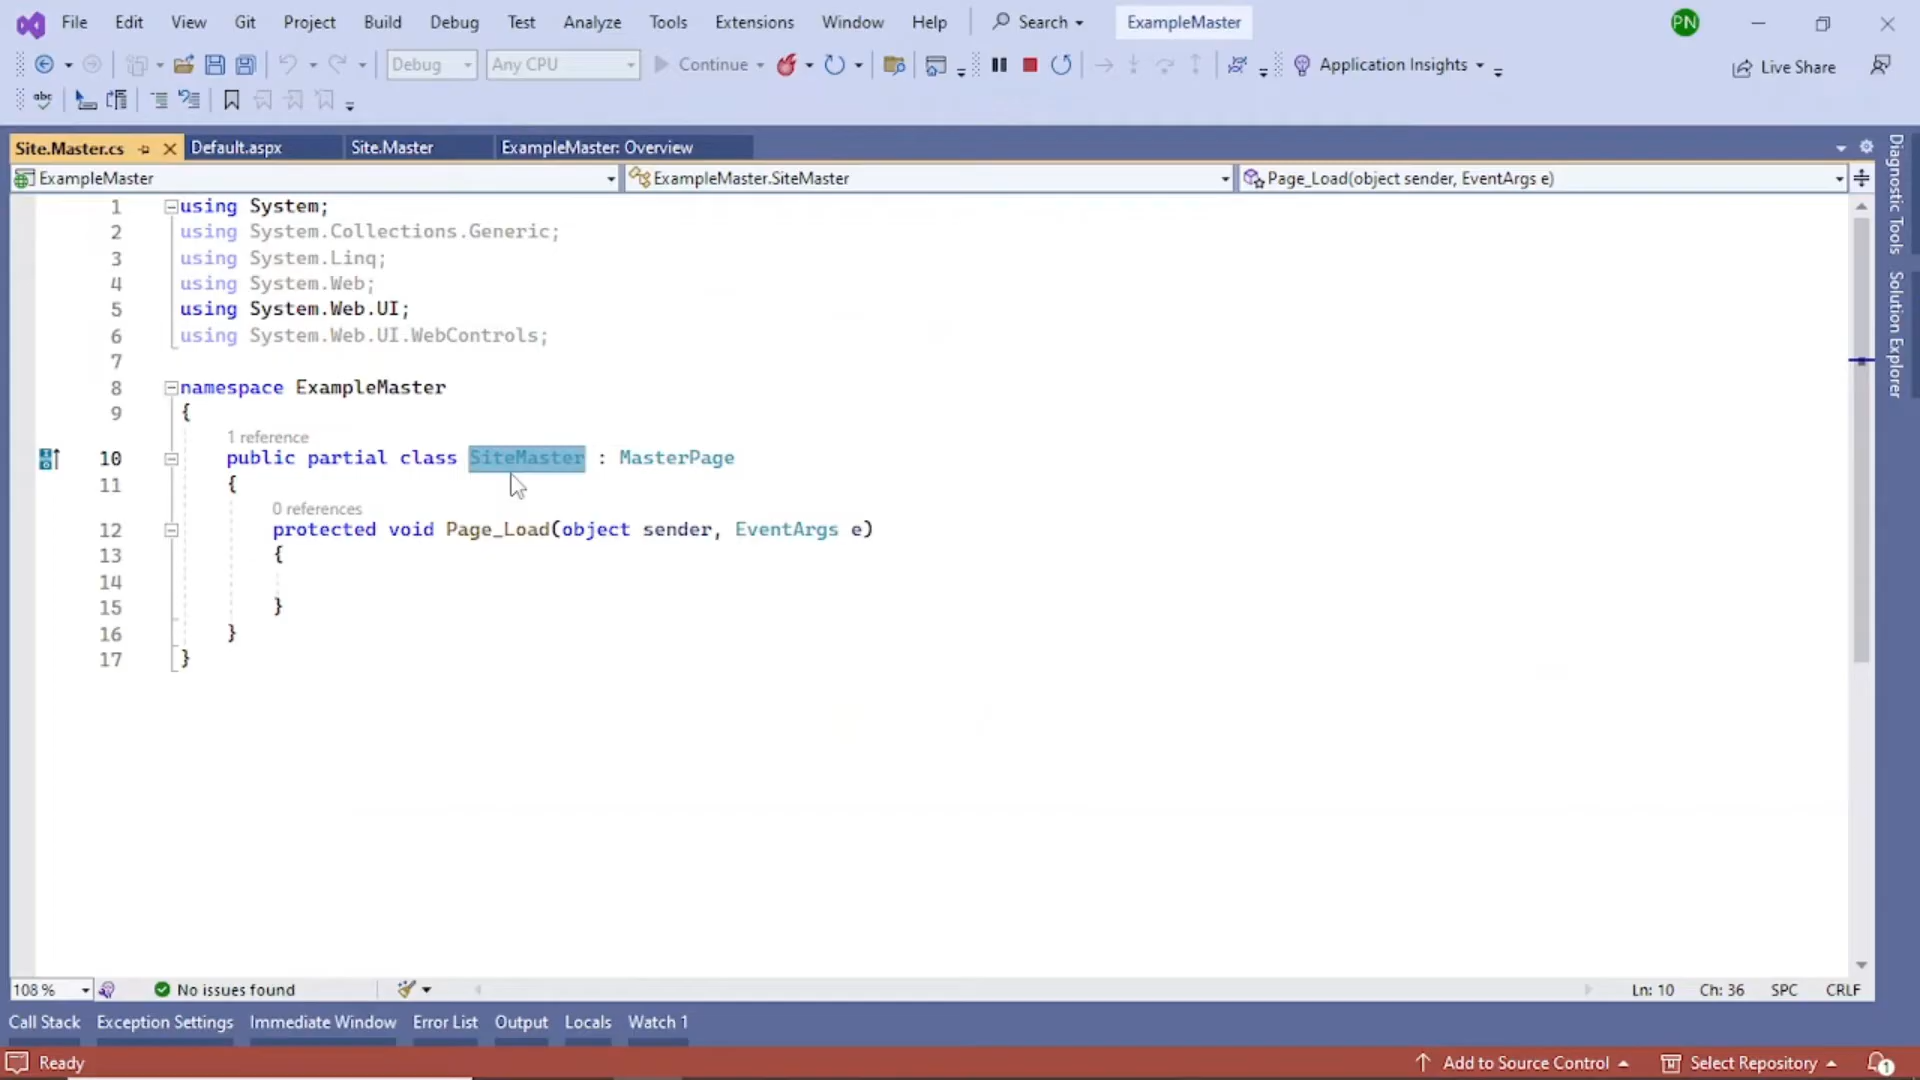 File Edit View Git Project Build Debug Test Analyze Tools Extensions Window Help Search ExampleMaster PN
Debug Any CPU Continue Application Insights Live Share
abc
Site.Master.cs Default.aspx Site.Master ExampleMaster: Overview
ExampleMaster ExampleMaster.SiteMaster Page_Load(object sender, EventArgs e)
1 using System;
2 using System.Collections.Generic;
3 using System.Linq;
4 using System.Web;
5 using System.Web.UI;
6 using System.Web.UI.WebControls;
7
8 namespace ExampleMaster
9 {
1 reference
10 public partial class SiteMaster : MasterPage
11 {
0 references
12 protected void Page_Load(object sender, EventArgs e)
13 {
14
15 }
16 }
17 }
Diagnostic Tools
Solution Explorer
108 % No issues found Ln: 10 Ch: 36 SPC CRLF
Call Stack Exception Settings Immediate Window Error List Output Locals Watch 1
Ready Add to Source Control Select Repository 1